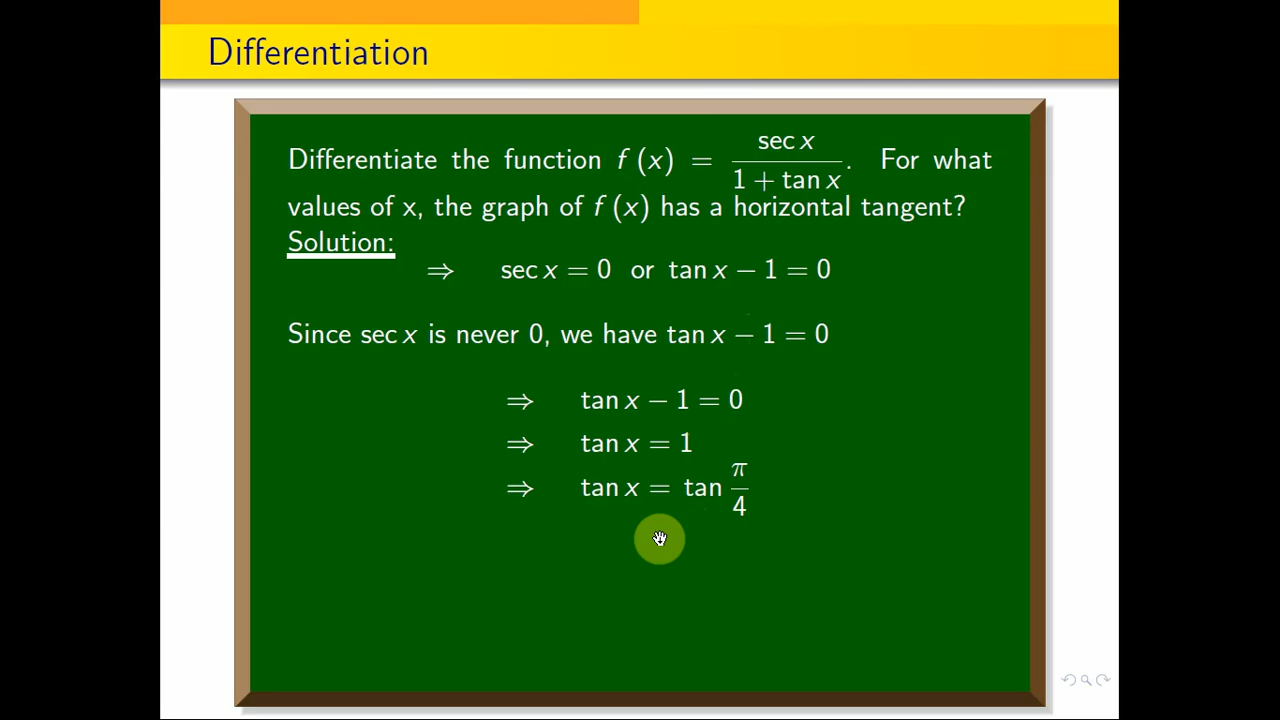 Differentiation
Differentiate the function f (x) = sec x / 1 + tan x. For what
values of x, the graph of f (x) has a horizontal tangent?
Solution:
⇒ sec x = 0 or tan x − 1 = 0
Since sec x is never 0, we have tan x − 1 = 0
⇒ tan x − 1 = 0
⇒ tan x = 1
⇒ tan x = tan π/4